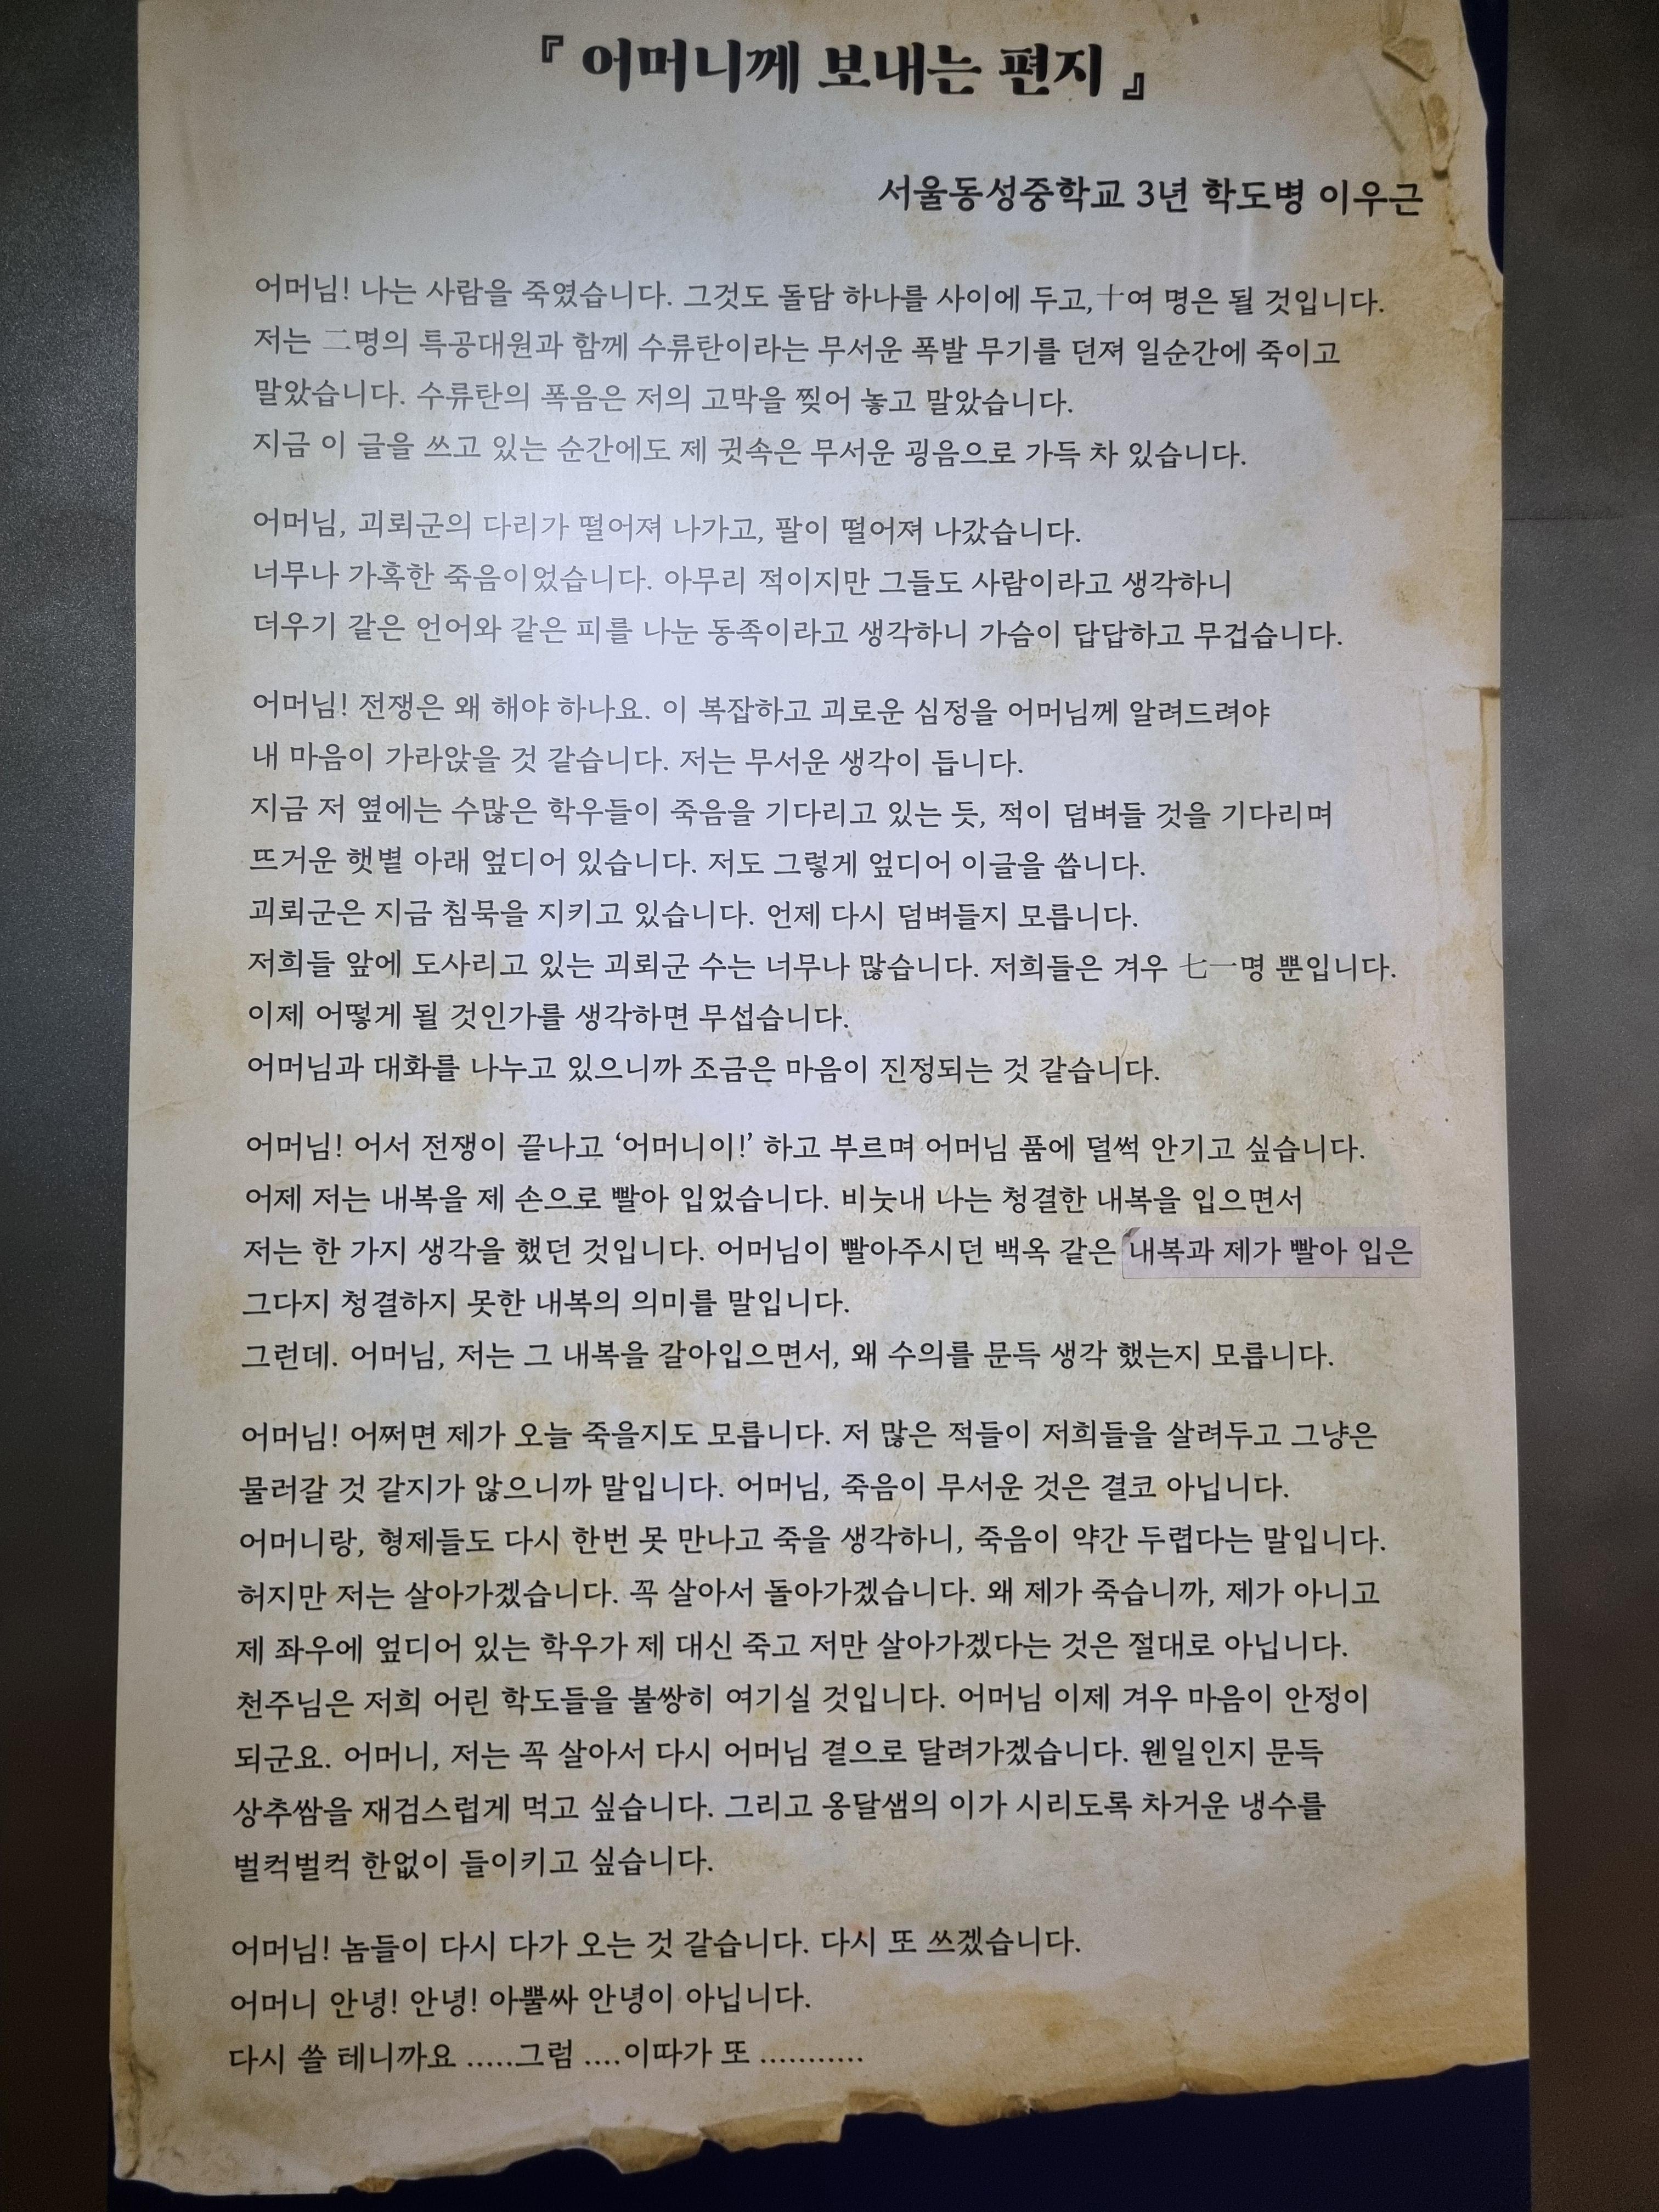 『 어머니께 보내는 편지 』
서울동성중학교 3년 학도병 이우근
어머님! 나는 사람을 죽였습니다. 그것도 돌담 하나를 사이에 두고,十여 명은 될 것입니다.
저는 二명의 특공대원과 함께 수류탄이라는 무서운 폭발 무기를 던져 일순간에 죽이고
말았습니다. 수류탄의 폭음은 저의 고막을 찢어 놓고 말았습니다.
지금 이 글을 쓰고 있는 순간에도 제 귓속은 무서운 굉음으로 가득 차 있습니다.
어머님, 괴뢰군의 다리가 떨어져 나가고, 팔이 떨어져 나갔습니다.
너무나 가혹한 죽음이었습니다. 아무리 적이지만 그들도 사람이라고 생각하니
더우기 같은 언어와 같은 피를 나눈 동족이라고 생각하니 가슴이 답답하고 무겁습니다.
어머님! 전쟁은 왜 해야 하나요. 이 복잡하고 괴로운 심정을 어머님께 알려드려야
내 마음이 가라앉을 것 같습니다. 저는 무서운 생각이 듭니다.
지금 저 옆에는 수많은 학우들이 죽음을 기다리고 있는 듯, 적이 덤벼들 것을 기다리며
뜨거운 햇볕 아래 엎디어 있습니다. 저도 그렇게 엎디어 이글을 씁니다.
괴뢰군은 지금 침묵을 지키고 있습니다. 언제 다시 덤벼들지 모릅니다.
저희들 앞에 도사리고 있는 괴뢰군 수는 너무나 많습니다. 저희들은 겨우 七一명 뿐입니다.
이제 어떻게 될 것인가를 생각하면 무섭습니다.
어머님과 대화를 나누고 있으니까 조금은 마음이 진정되는 것 같습니다.
어머님! 어서 전쟁이 끝나고 ‘어머니이!’ 하고 부르며 어머님 품에 덜썩 안기고 싶습니다.
어제 저는 내복을 제 손으로 빨아 입었습니다. 비눗내 나는 청결한 내복을 입으면서
저는 한 가지 생각을 했던 것입니다. 어머님이 빨아주시던 백옥 같은 내복과 제가 빨아 입은
그다지 청결하지 못한 내복의 의미를 말입니다.
그런데. 어머님, 저는 그 내복을 갈아입으면서, 왜 수의를 문득 생각 했는지 모릅니다.
어머님! 어쩌면 제가 오늘 죽을지도 모릅니다. 저 많은 적들이 저희들을 살려두고 그냥은
물러갈 것 같지가 않으니까 말입니다. 어머님, 죽음이 무서운 것은 결코 아닙니다.
어머니랑, 형제들도 다시 한번 못 만나고 죽을 생각하니, 죽음이 약간 두렵다는 말입니다.
허지만 저는 살아가겠습니다. 꼭 살아서 돌아가겠습니다. 왜 제가 죽습니까, 제가 아니고
제 좌우에 엎디어 있는 학우가 제 대신 죽고 저만 살아가겠다는 것은 절대로 아닙니다.
천주님은 저희 어린 학도들을 불쌍히 여기실 것입니다. 어머님 이제 겨우 마음이 안정이
되군요. 어머니, 저는 꼭 살아서 다시 어머님 곁으로 달려가겠습니다. 웬일인지 문득
상추쌈을 재검스럽게 먹고 싶습니다. 그리고 옹달샘의 이가 시리도록 차거운 냉수를
벌컥벌컥 한없이 들이키고 싶습니다.
어머님! 놈들이 다시 다가 오는 것 같습니다. 다시 또 쓰겠습니다.
어머니 안녕! 안녕! 아뿔싸 안녕이 아닙니다.
다시 쓸 테니까요 .....그럼 ....이따가 또 ...........